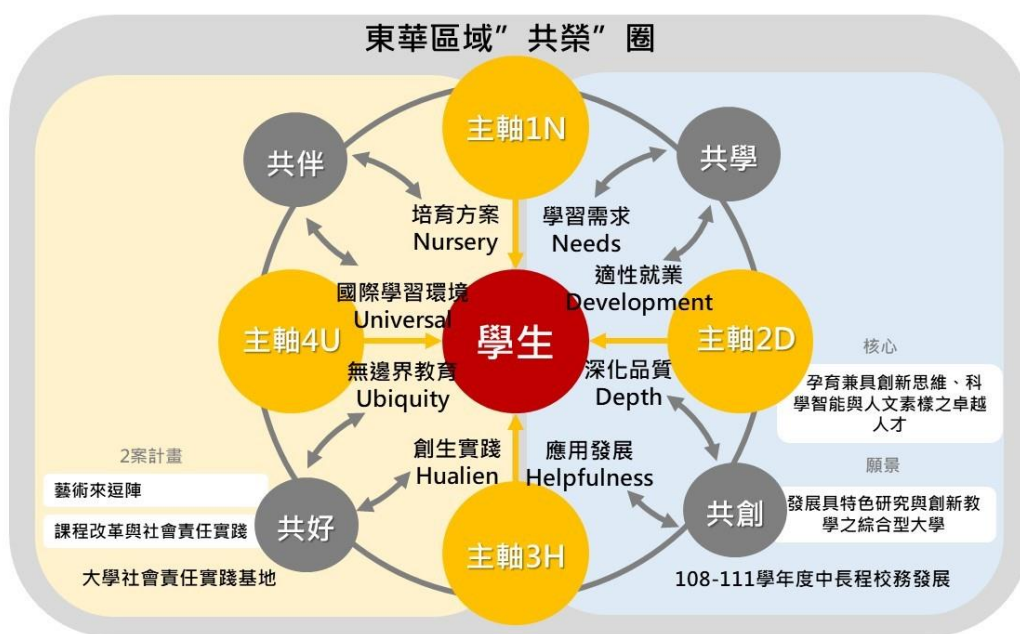 東華區域”共榮”圈
主軸1N
共伴
共學
培育方案
Nursery
學習需求
Needs
國際學習環境
Universal
適性就業
Development
主軸4U
學生
主軸2D
無邊界教育
Ubiquity
深化品質
Depth
核心
孕育兼具創新思維、科
學智能與人文素樣之卓越
人才
創生實踐
Hualien
應用發展
Helpfulness
2案計畫
藝術來逗陣
課程改革與社會責任實踐
願景
發展具特色研究與創新教
學之綜合型大學
共好
主軸3H
共創
大學社會責任實踐基地
108-111學年度中長程校務發展